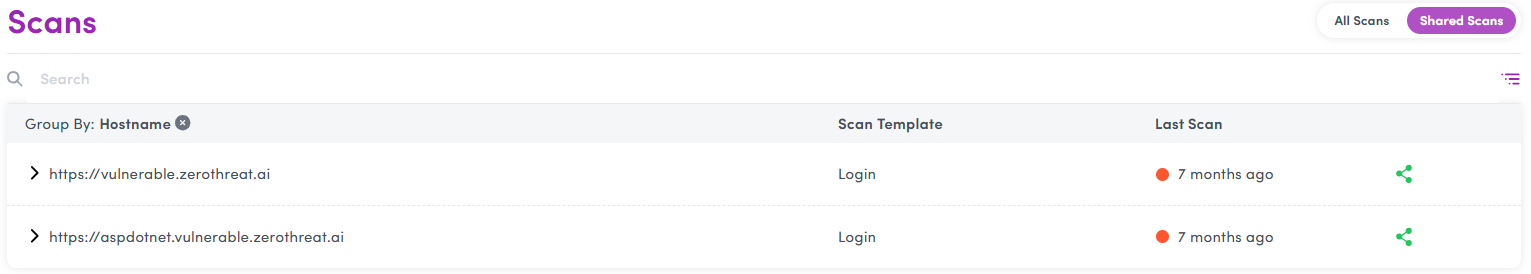 Scans
All Scans Shared Scans
Search
Group By: Hostname Scan Template Last Scan
https://vulnerable.zerothreat.ai Login 7 months ago
https://aspdotnet.vulnerable.zerothreat.ai Login 7 months ago